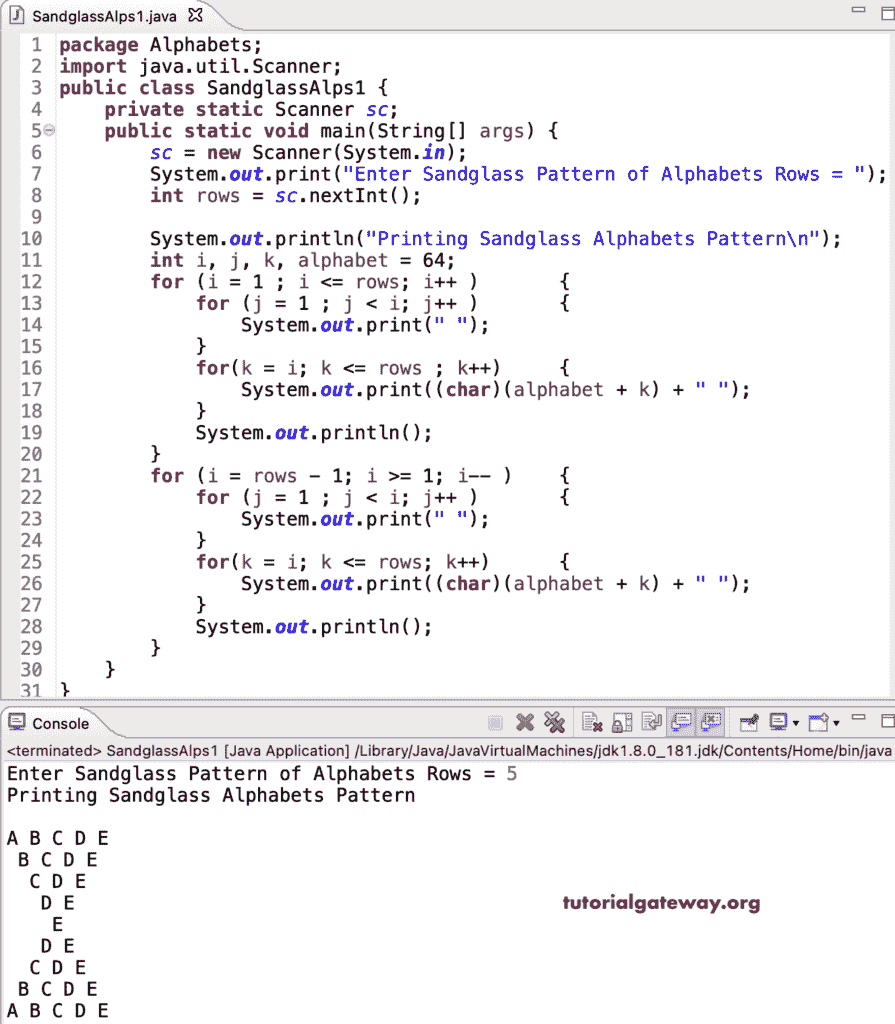 SandglassAlps1.java
1 package Alphabets;
2 import java.util.Scanner;
3 public class SandglassAlps1 {
4     private static Scanner sc;
5     public static void main(String[] args) {
6         sc = new Scanner(System.in);
7         System.out.print("Enter Sandglass Pattern of Alphabets Rows = ");
8         int rows = sc.nextInt();
9
10         System.out.println("Printing Sandglass Alphabets Pattern\n");
11         int i, j, k, alphabet = 64;
12         for (i = 1 ; i <= rows; i++ )       {
13             for (j = 1 ; j < i; j++ )       {
14                 System.out.print(" ");
15             }
16             for(k = i; k <= rows ; k++)     {
17                 System.out.print((char)(alphabet + k) + " ");
18             }
19             System.out.println();
20         }
21         for (i = rows - 1; i >= 1; i-- )    {
22             for (j = 1 ; j < i; j++ )       {
23                 System.out.print(" ");
24             }
25             for(k = i; k <= rows; k++)      {
26                 System.out.print((char)(alphabet + k) + " ");
27             }
28             System.out.println();
29         }
30     }
31 }
Console
<terminated> SandglassAlps1 [Java Application] /Library/Java/JavaVirtualMachines/jdk1.8.0_181.jdk/Contents/Home/bin/java
Enter Sandglass Pattern of Alphabets Rows = 5
Printing Sandglass Alphabets Pattern

A B C D E
 B C D E
  C D E
   D E
    E
   D E
  C D E
 B C D E
A B C D E
tutorialgateway.org